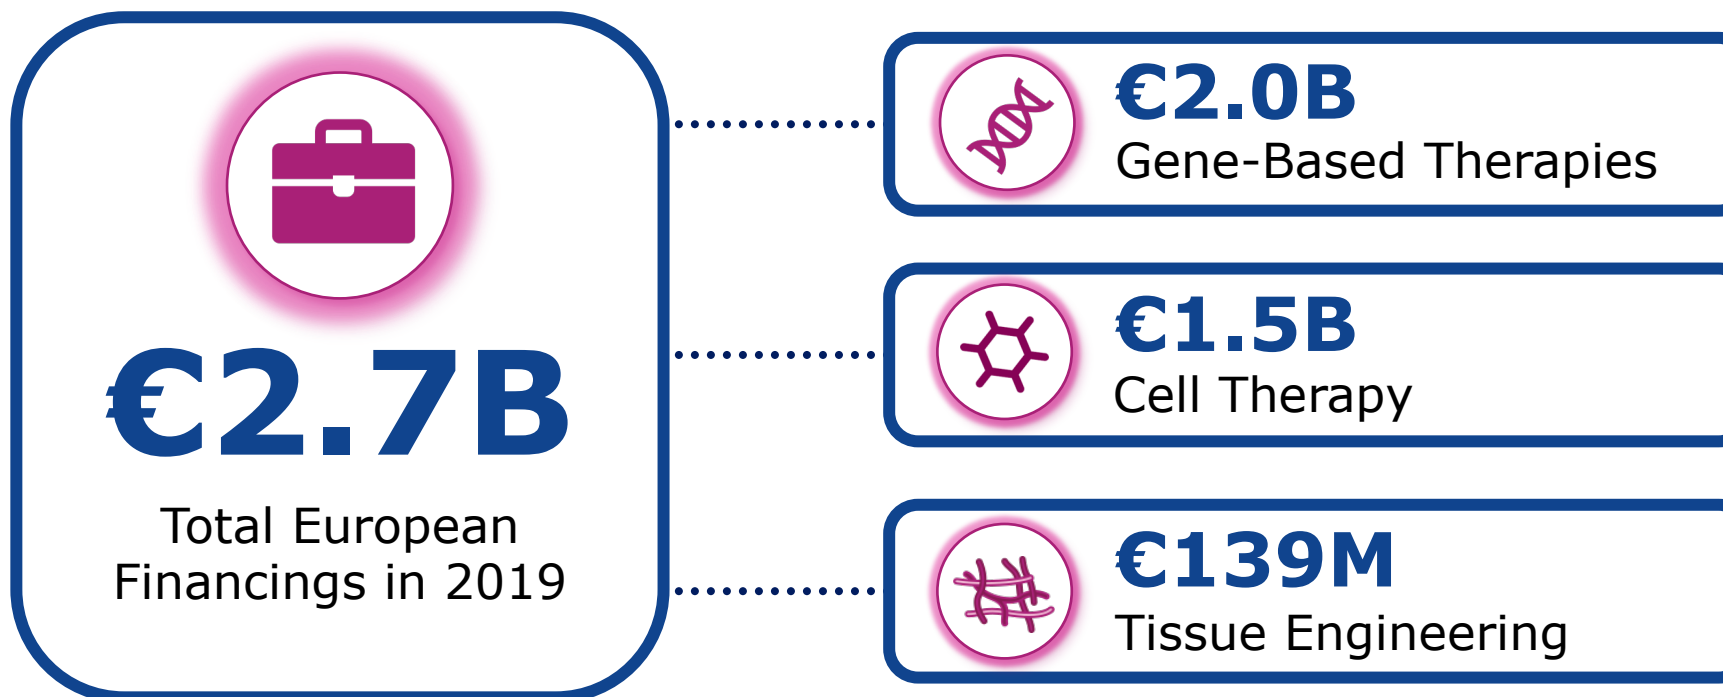 €2.7B
Total European
Financings in 2019
€2.0B
Gene-Based Therapies
€1.5B
Cell Therapy
€139M
Tissue Engineering